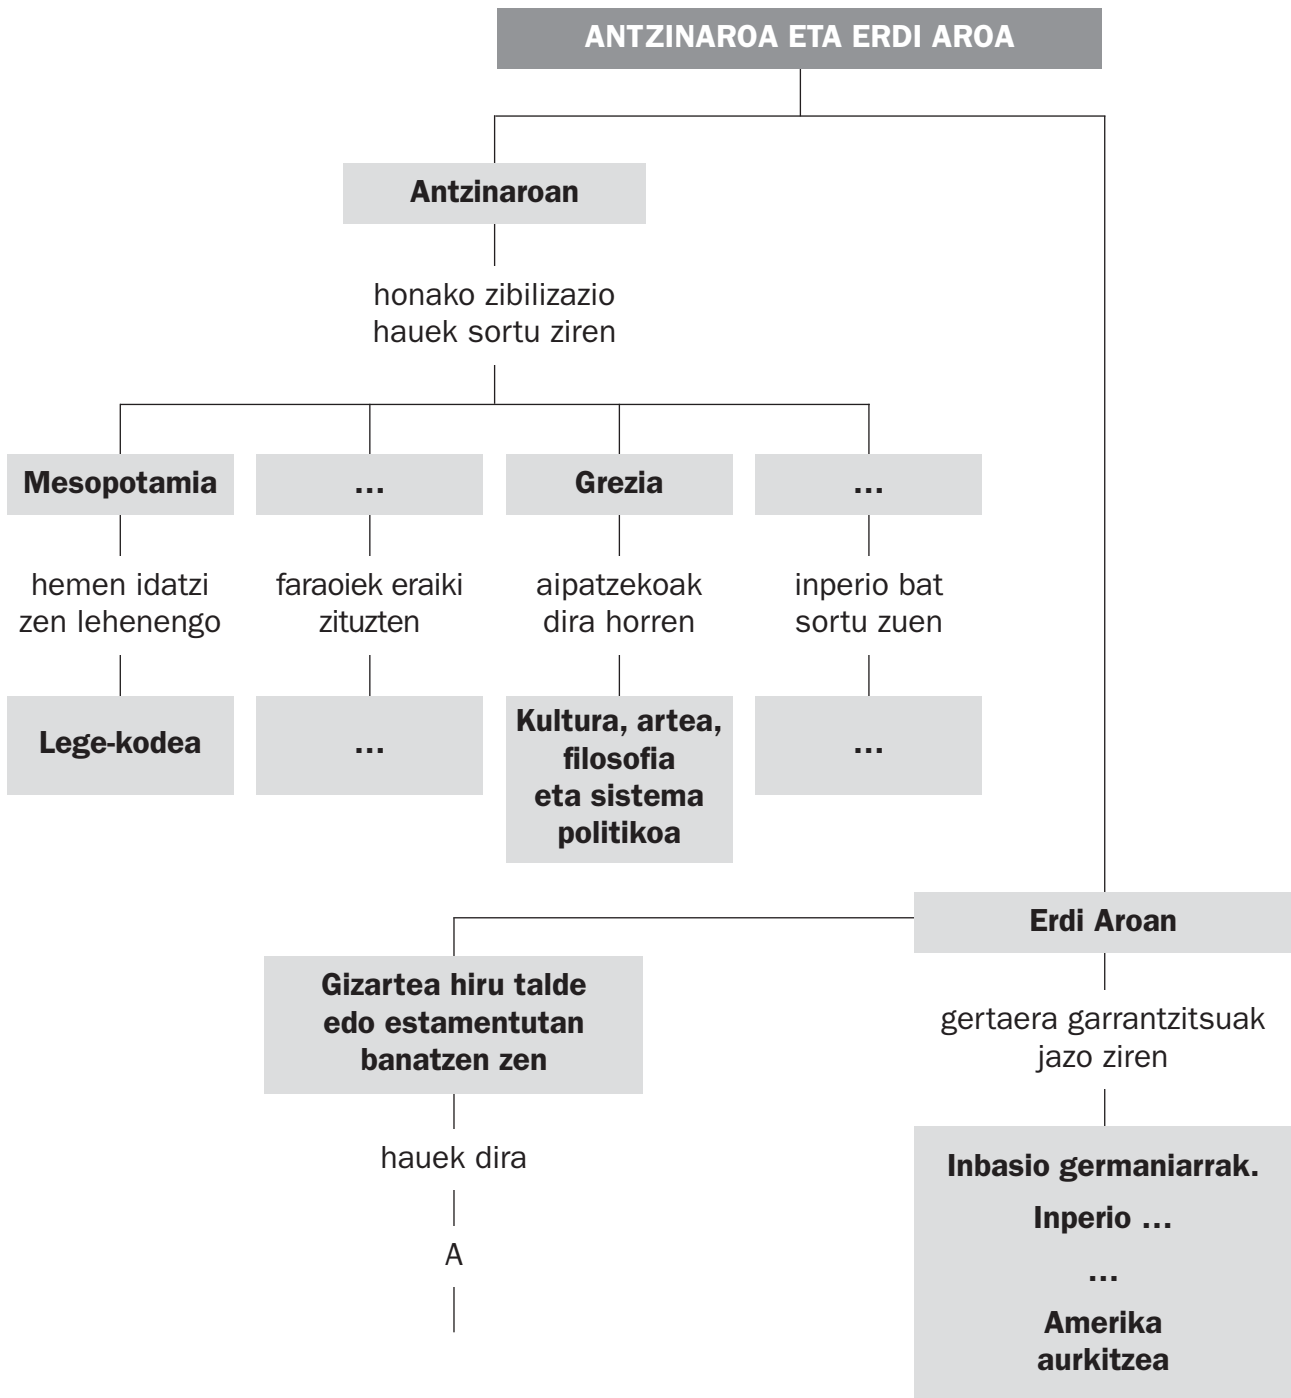 ANTZINAROA ETA ERDI AROA
Antzinaroan
honako zibilizazio
hauek sortu ziren
Mesopotamia
...
Grezia
...
hemen idatzi
zen lehenengo
faraoiek eraiki
zituzten
aipatzekoak
dira horren
inperio bat
sortu zuen
Lege-kodea
...
Kultura, artea,
filosofia
eta sistema
politikoa
...
Erdi Aroan
Gizartea hiru talde
edo estamentutan
banatzen zen
hauek dira
A
gertaera garrantzitsuak
jazo ziren
Inbasio germaniarrak.
Inperio ...
...
Amerika
aurkitzea